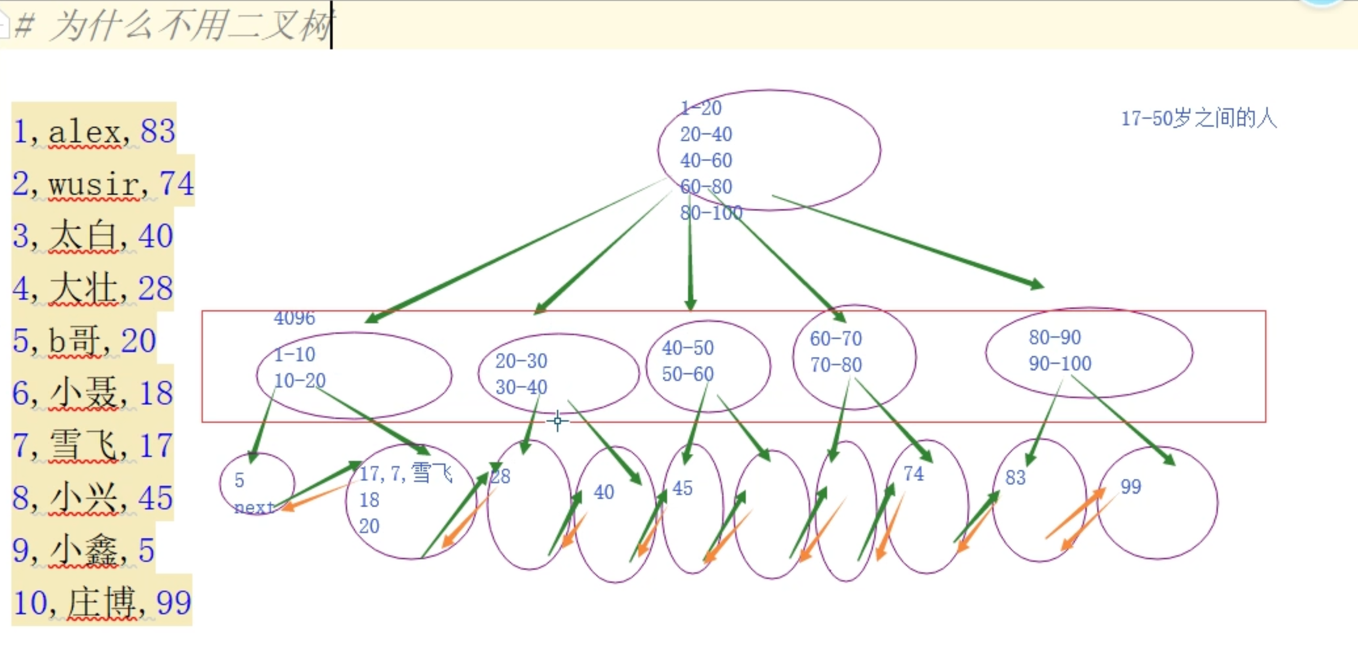 # 为什么不用二叉树
1,alex,83
2,wusir,74
3,太白,40
4,大壮,28
5,b哥,20
6,小聂,18
7,雪飞,17
8,小兴,45
9,小鑫,5
10,庄博,99
1-20
20-40
40-60
60-80
80-100
17-50岁之间的人
4096
1-10
10-20
20-30
30-40
40-50
50-60
60-70
70-80
80-90
90-100
5
next
17,7,雪飞
18
20
28
40
45
74
83
99